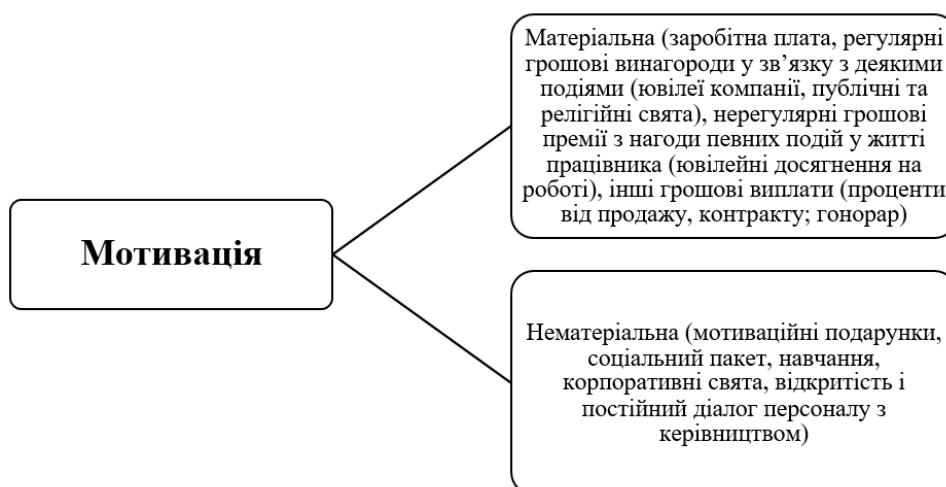 Мотивація
Матеріальна (заробітна плата, регулярні
грошові винагороди у зв’язку з деякими
подіями (ювілеї компанії, публічні та
релігійні свята), нерегулярні грошові
премії з нагоди певних подій у житті
працівника (ювілейні досягнення на
роботі), інші грошові виплати (проценти
від продажу, контракту; гонорар)
Нематеріальна (мотиваційні подарунки,
соціальний пакет, навчання,
корпоративні свята, відкритість і
постійний діалог персоналу з
керівництвом)